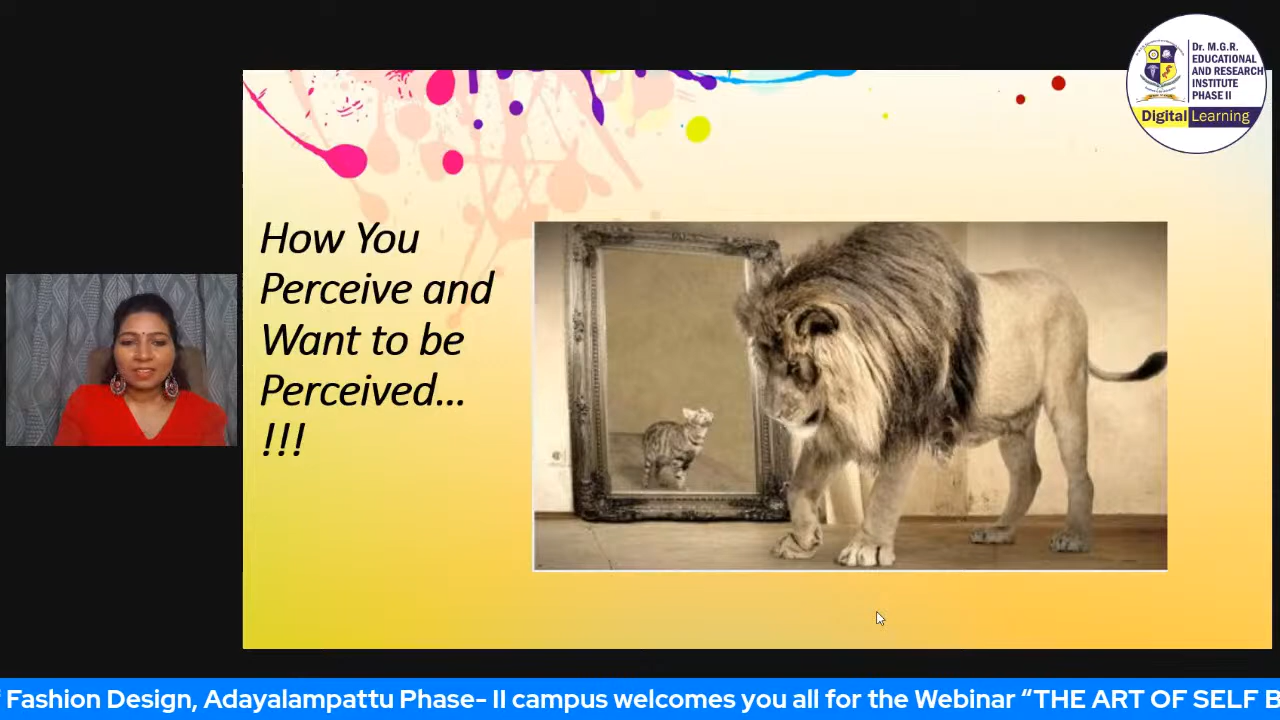 Dr. M.G.R.
EDUCATIONAL
AND RESEARCH
INSTITUTE
PHASE II
Digital Learning
How You
Perceive and
Want to be
Perceived...
!!!
Fashion Design, Adayalampattu Phase- II campus welcomes you all for the Webinar “THE ART OF SELF B